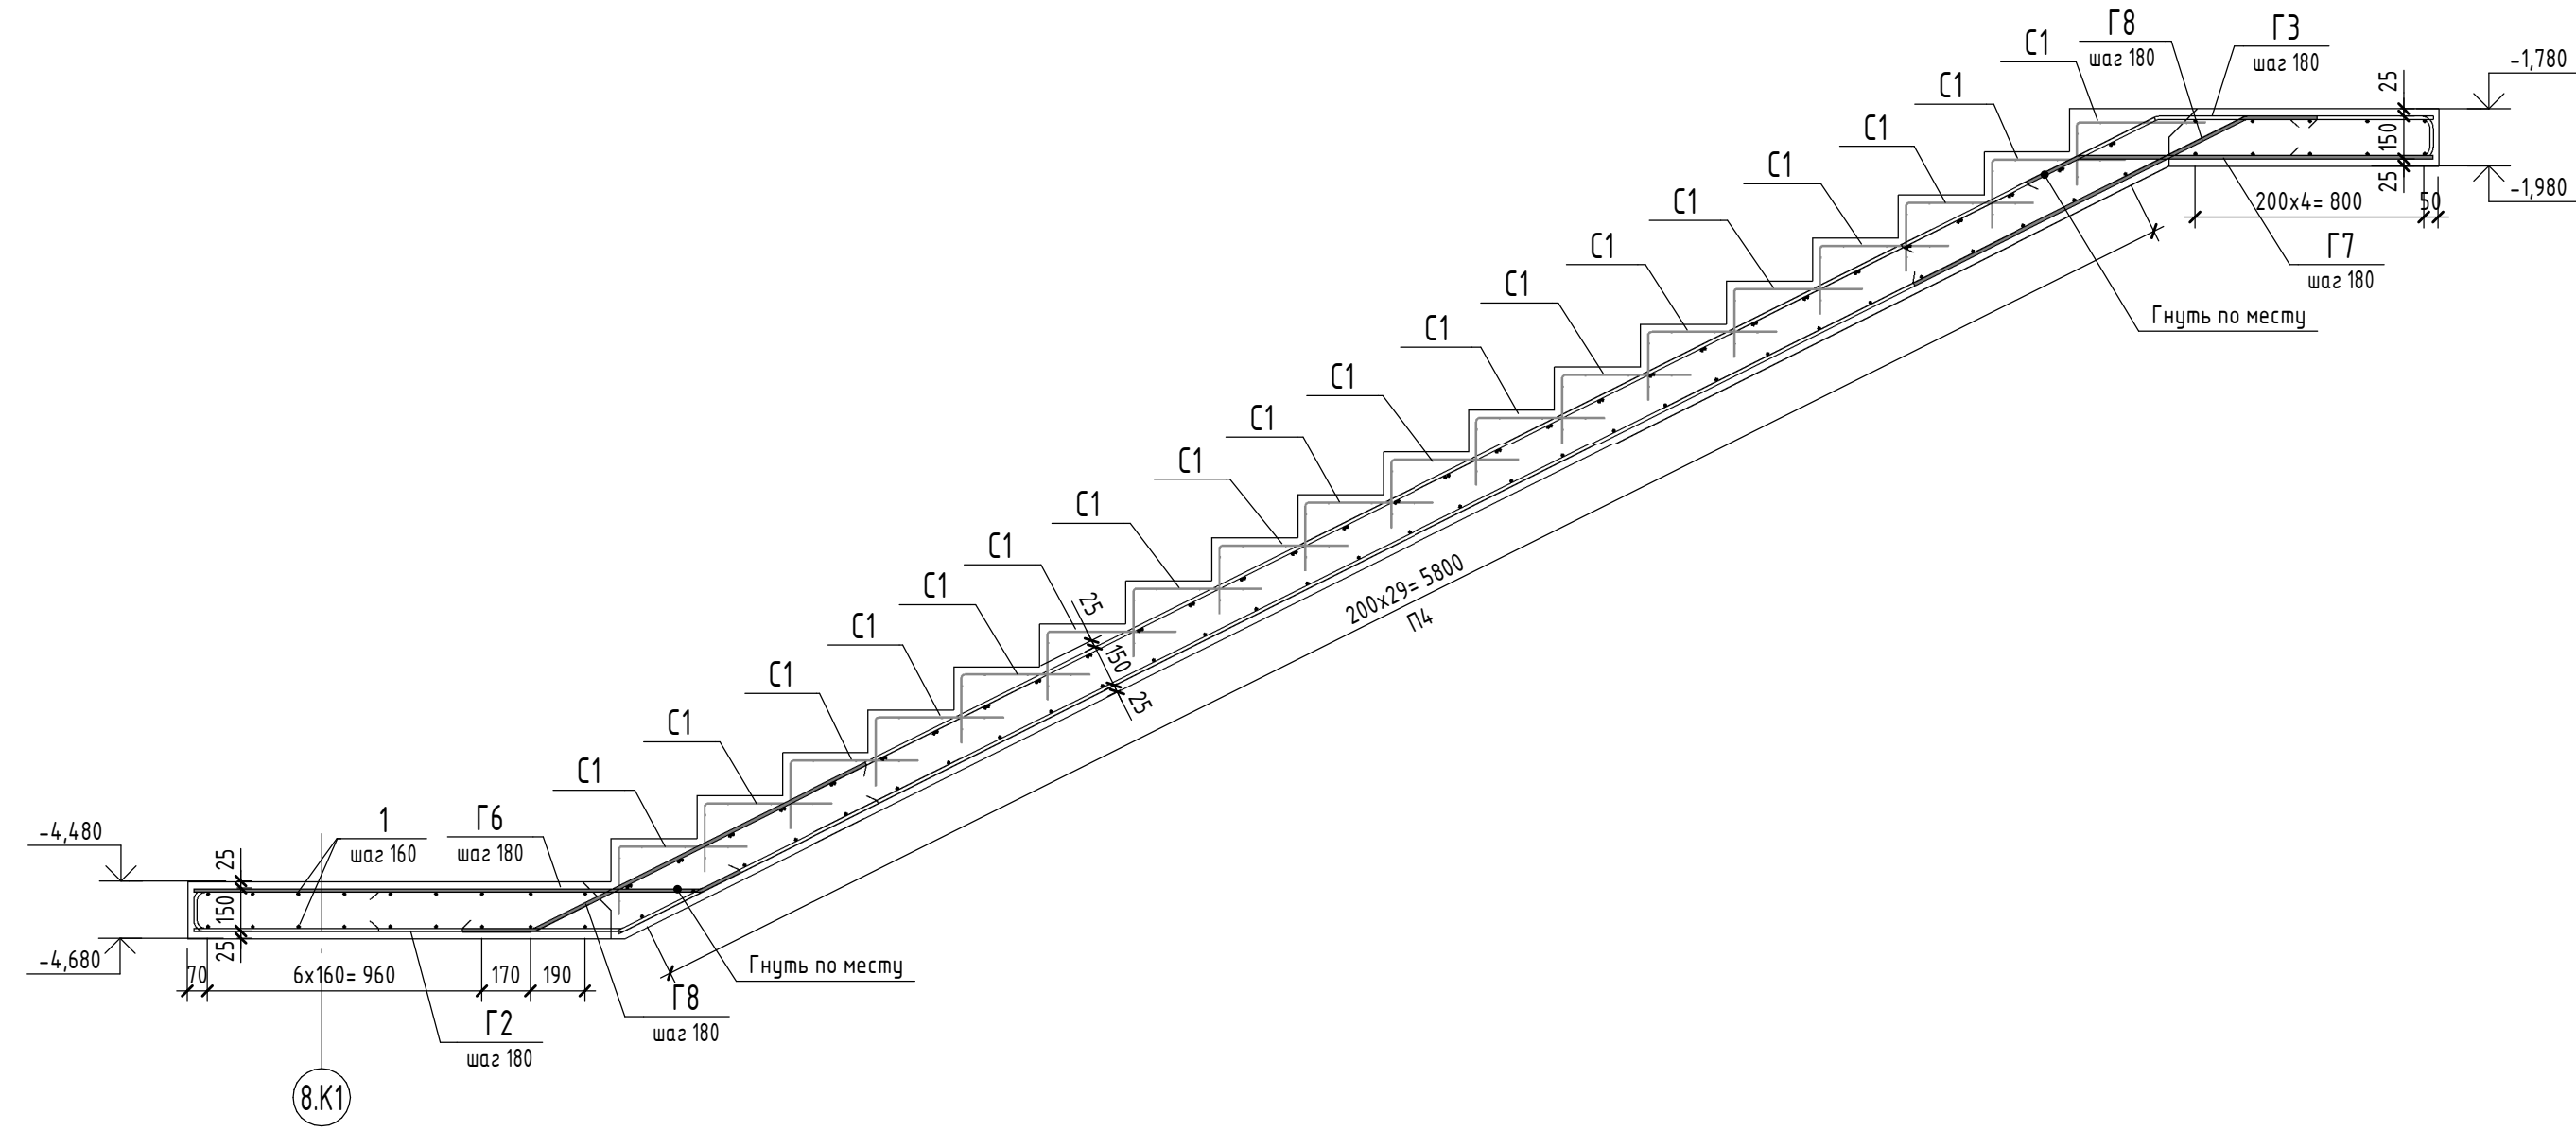 Г8
шаг 180
Г3
шаг 180
С1
-1,780
25
С1
С1
150
С1
25
-1,980
С1
200х4= 800
50
С1
Г7
шаг 180
С1
Гнуть по месту
С1
С1
С1
С1
С1
С1
200х29= 5800
П4
С1
25
150
25
С1
С1
С1
С1
-4,480
1
шаг 160
Г6
шаг 180
25
150
25
-4,680
70
6х160= 960
170
190
Гнуть по месту
Г8
шаг 180
Г2
шаг 180
8.К1